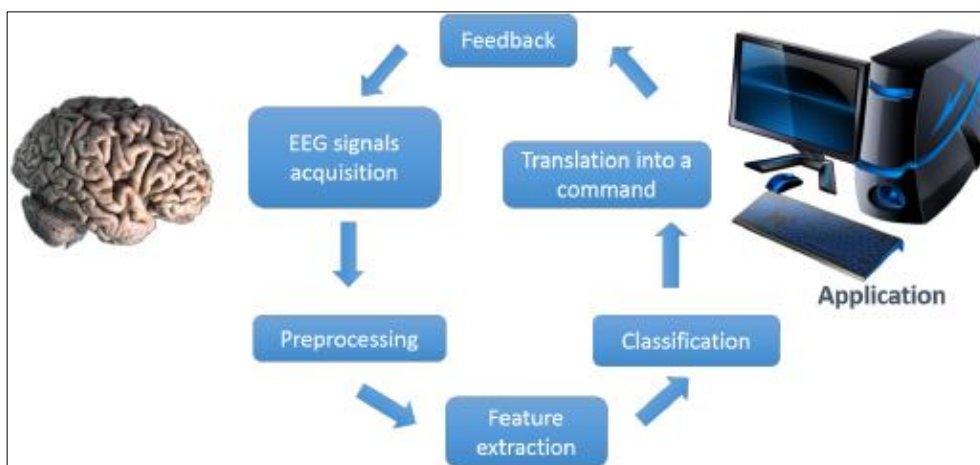 Feedback
EEG signals
acquisition
Translation into a
command
Application
Preprocessing
Classification
Feature
extraction